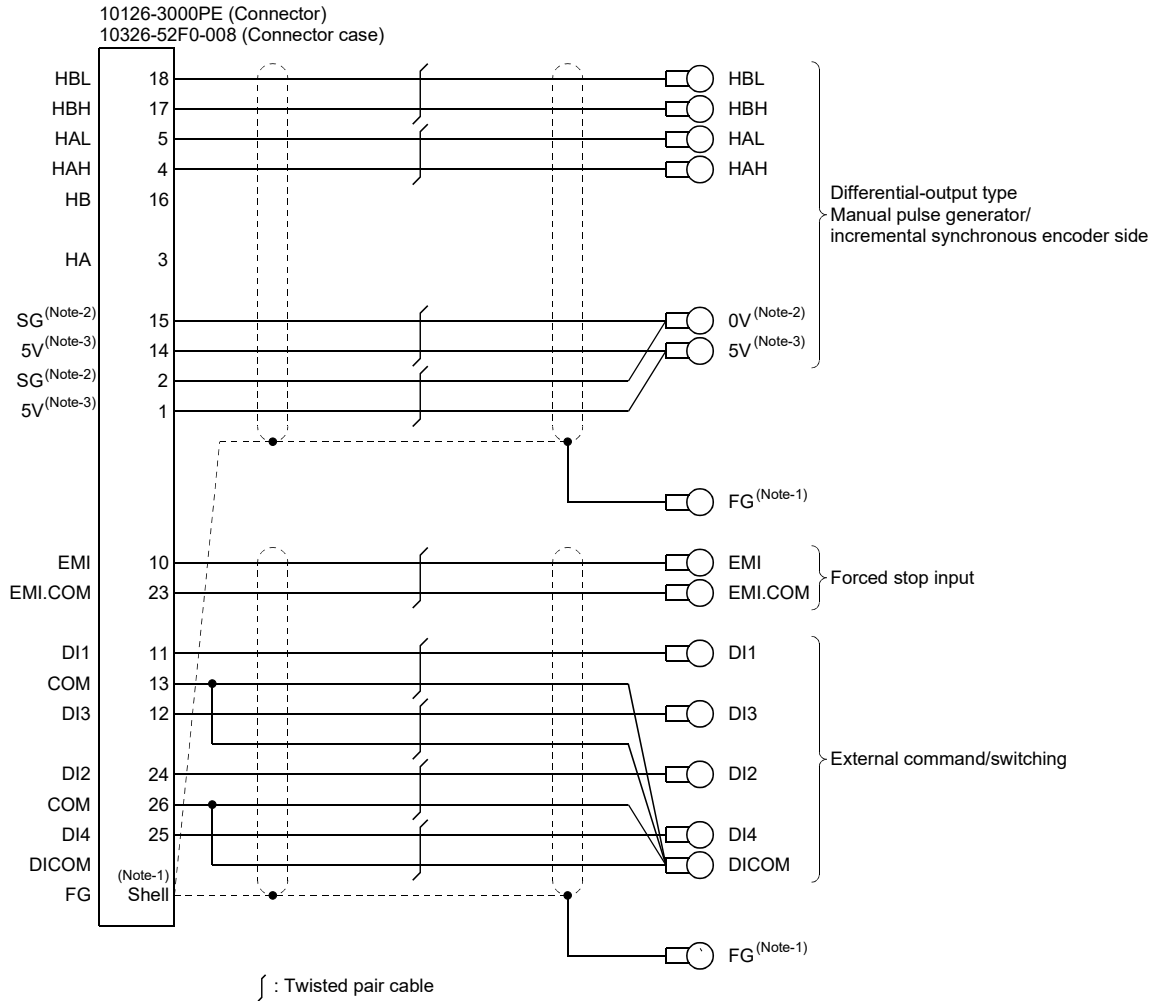 10126-3000PE (Connector)
10326-52F0-008 (Connector case)
HBL 18 HBL
HBH 17 HBH
HAL 5 HAL
HAH 4 HAH
HB 16
Differential-output type
Manual pulse generator/
incremental synchronous encoder side
HA 3
SG(Note-2) 15 0V(Note-2)
5V(Note-3) 14 5V(Note-3)
SG(Note-2) 2
5V(Note-3) 1
FG(Note-1)
EMI 10 EMI
Forced stop input
EMI.COM 23 EMI.COM
DI1 11 DI1
COM 13
DI3 12 DI3
External command/switching
DI2 24 DI2
COM 26
DI4 25 DI4
DICOM DICOM
(Note-1)
FG Shell
FG(Note-1)
: Twisted pair cable